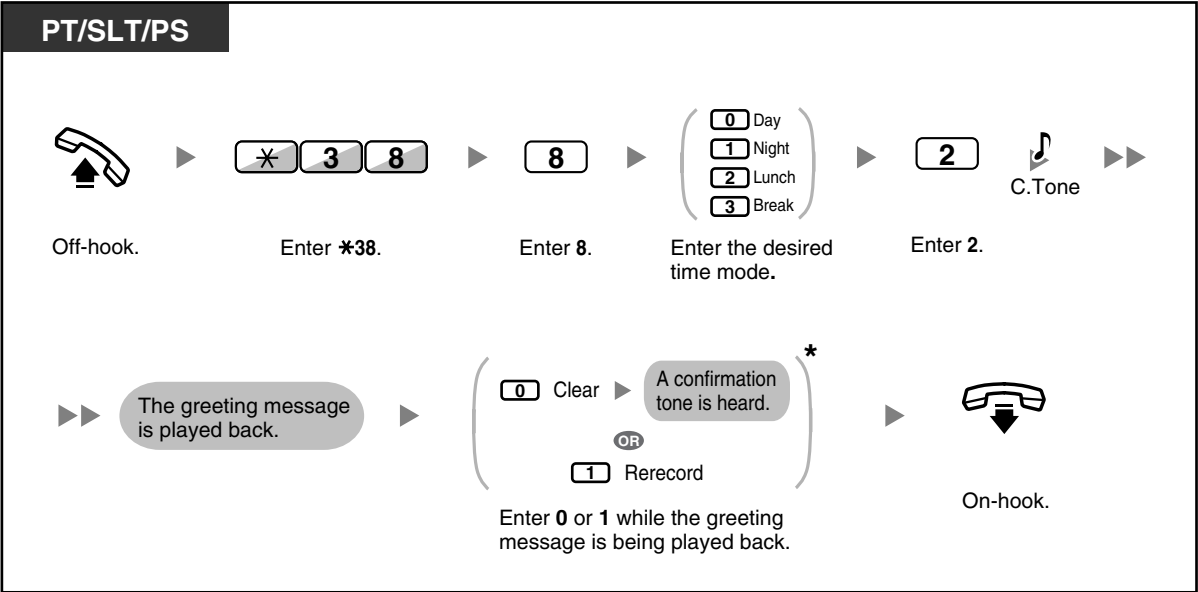 PT/SLT/PS
0 Day
1 Night
2 Lunch
3 Break
* 3 8
8
2
C.Tone
Off-hook.
Enter *38.
Enter 8.
Enter the desired
time mode.
Enter 2.
The greeting message
is played back.
0 Clear
A confirmation
tone is heard.
*
OR
1 Rerecord
Enter 0 or 1 while the greeting
message is being played back.
On-hook.